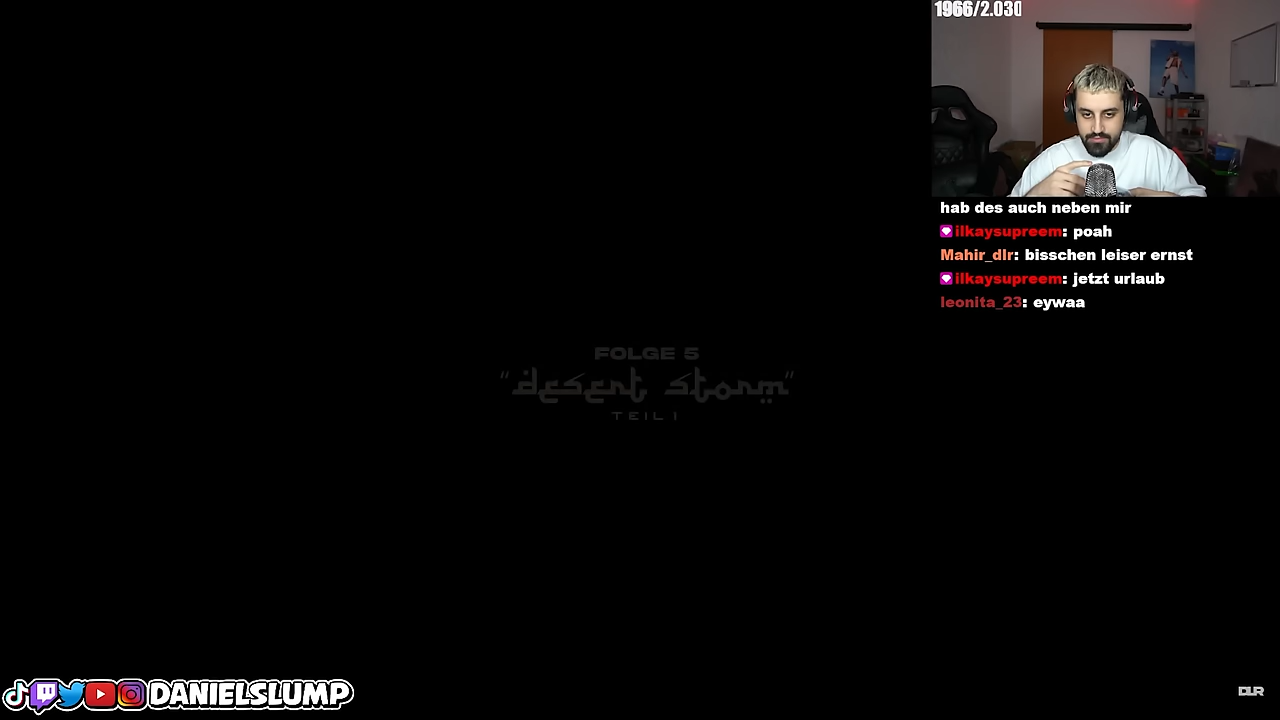 1966/2.030
hab des auch neben mir
ilkaysupreem: poah
Mahir_dlr: bisschen leiser ernst
ilkaysupreem: jetzt urlaub
leonita_23: eywaa
FOLGE 5
"desert storm"
TEIL 1
DANIELSLUMP
DLR